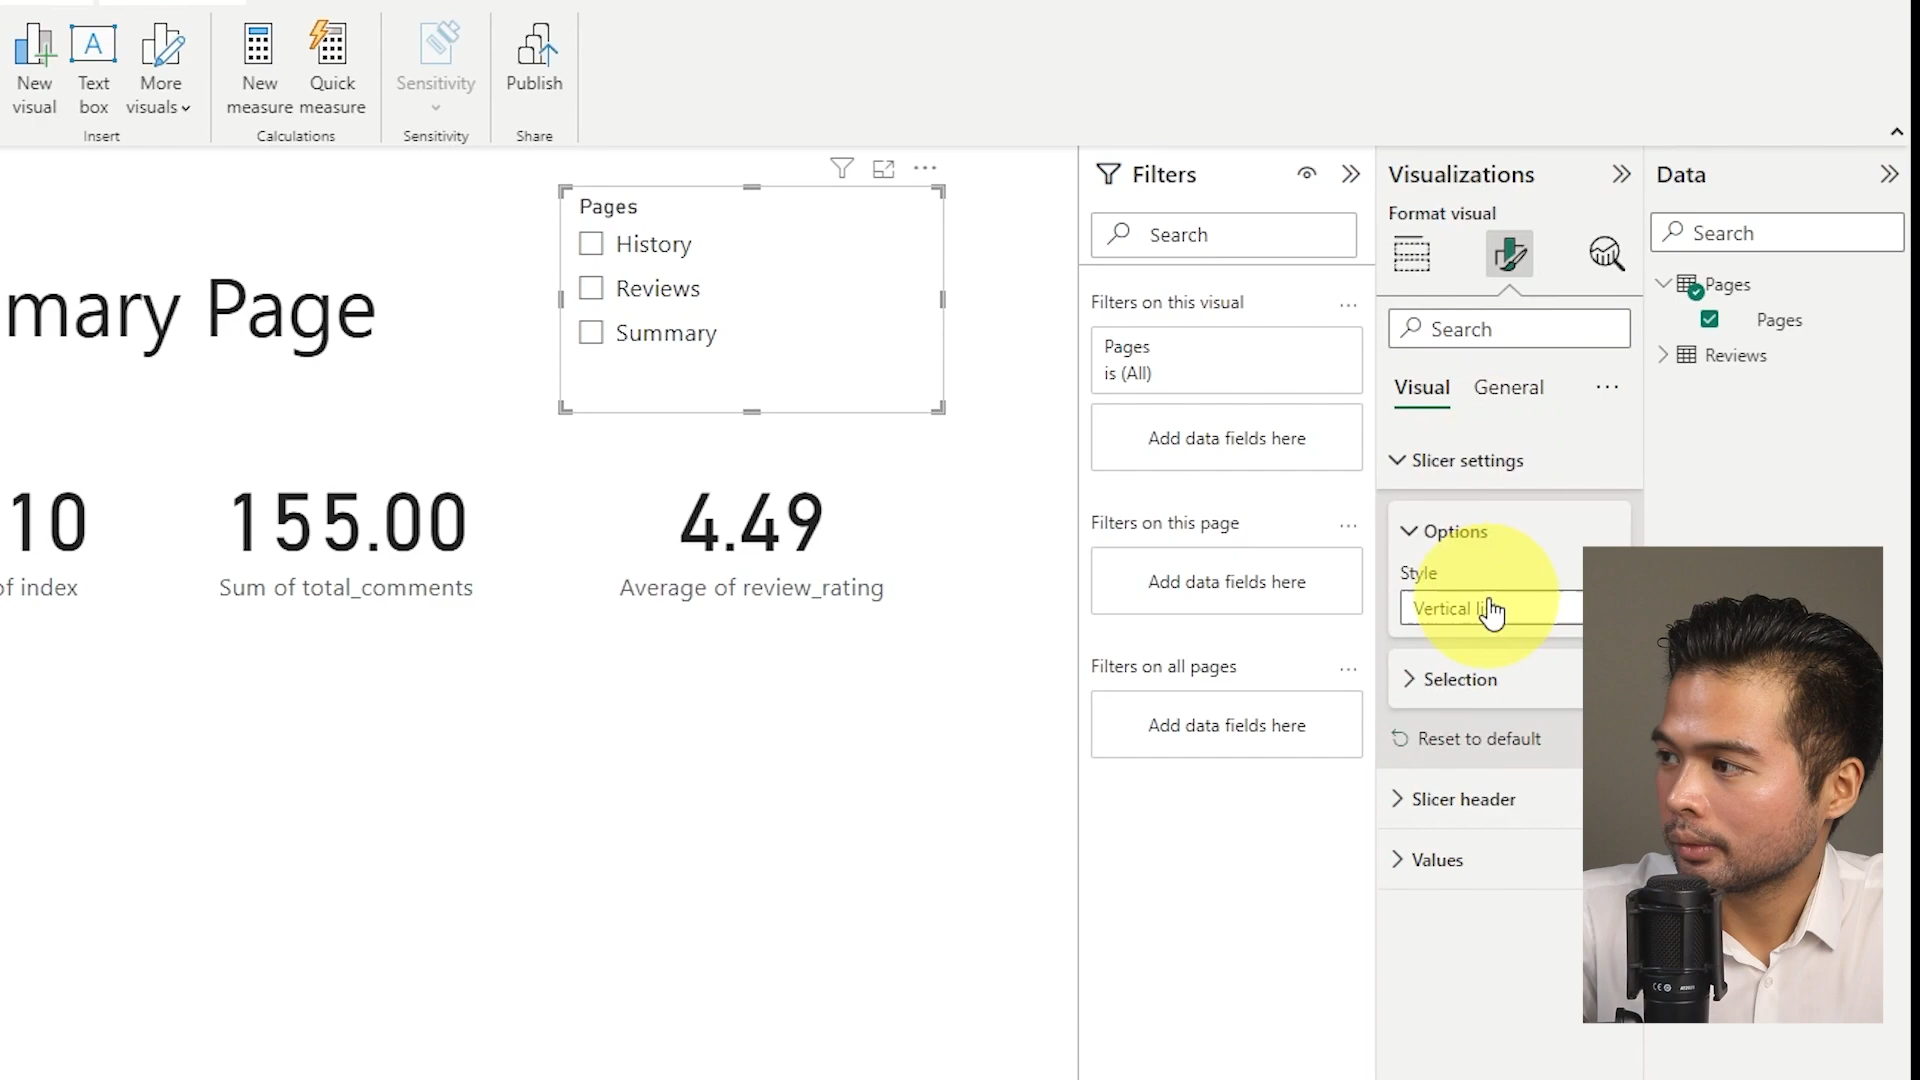 New visual
Text box
More visuals
New measure
Quick measure
Sensitivity
Publish
Insert
Calculations
Sensitivity
Share
mary Page
Pages
History
Reviews
Summary
10
of index
155.00
Sum of total_comments
4.49
Average of review_rating
Filters
Search
Filters on this visual
...
Pages
is (All)
Add data fields here
Filters on this page
...
Add data fields here
Filters on all pages
...
Add data fields here
Visualizations
Format visual
Search
Visual
General
...
Slicer settings
Options
Style
Vertical
Selection
Reset to default
Slicer header
Values
Data
Search
Pages
Pages
Reviews